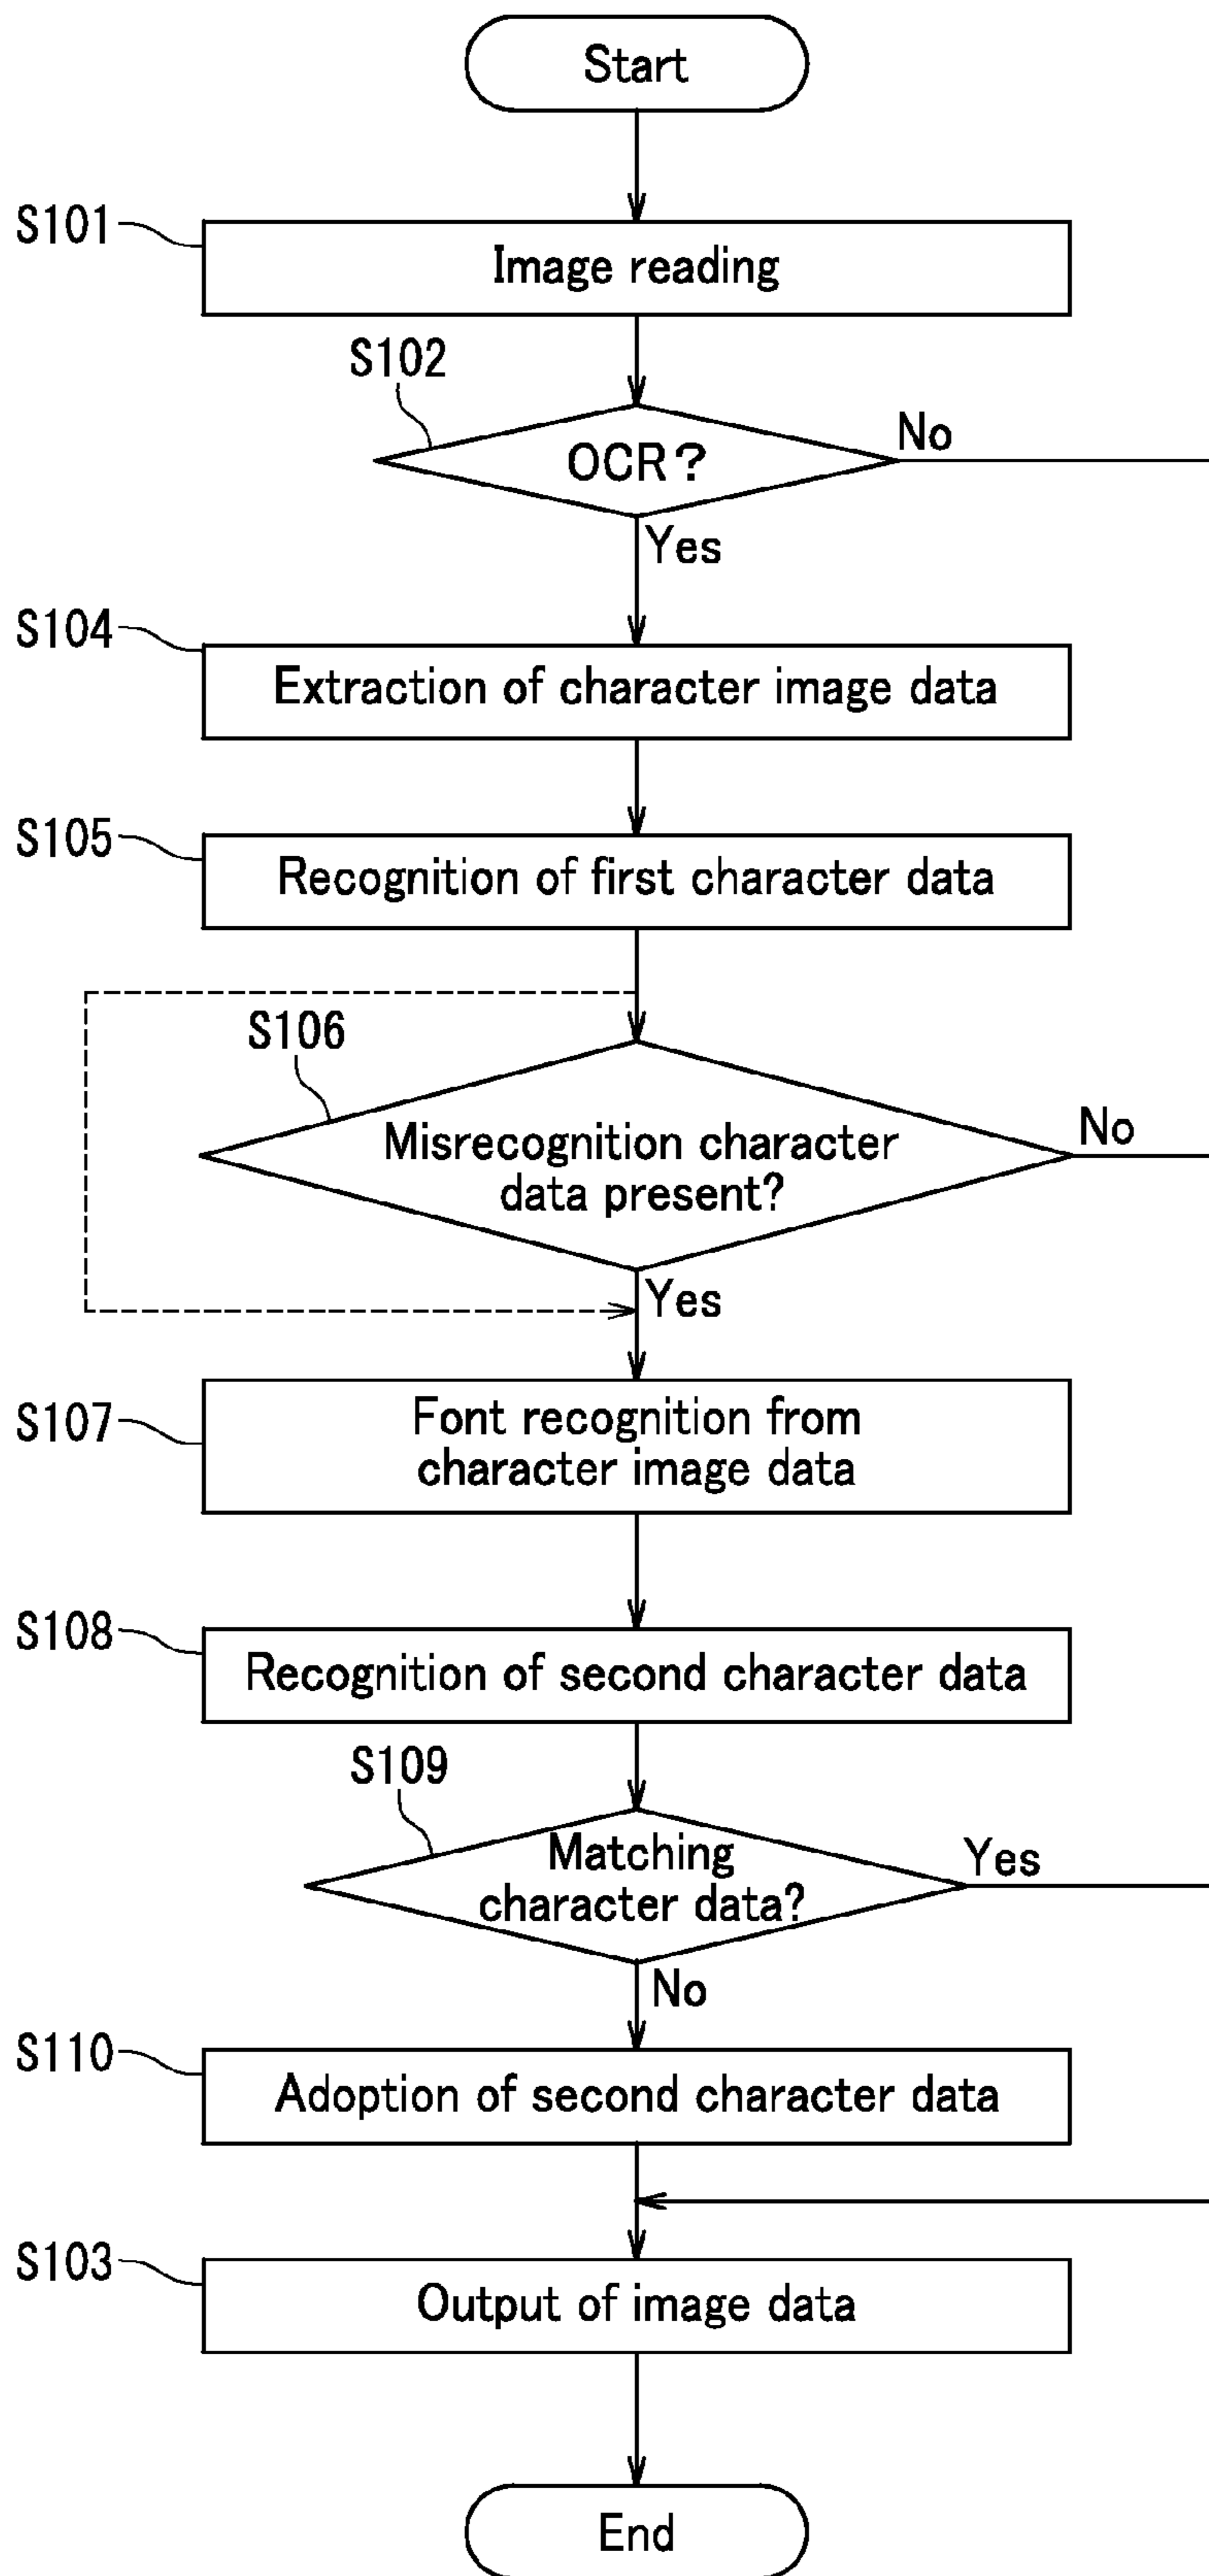 Start
S101
Image reading
S102
OCR?
No
Yes
S104
Extraction of character image data
S105
Recognition of first character data
S106
Misrecognition character
data present?
No
Yes
S107
Font recognition from
character image data
S108
Recognition of second character data
S109
Matching
character data?
Yes
No
S110
Adoption of second character data
S103
Output of image data
End